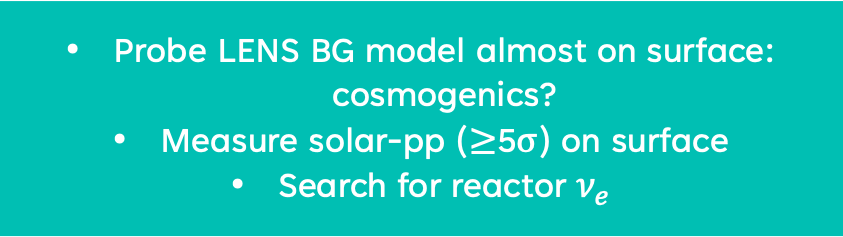 • Probe LENS BG model almost on surface:
cosmogenics?
• Measure solar-pp (≥5σ) on surface
• Search for reactor νₑ